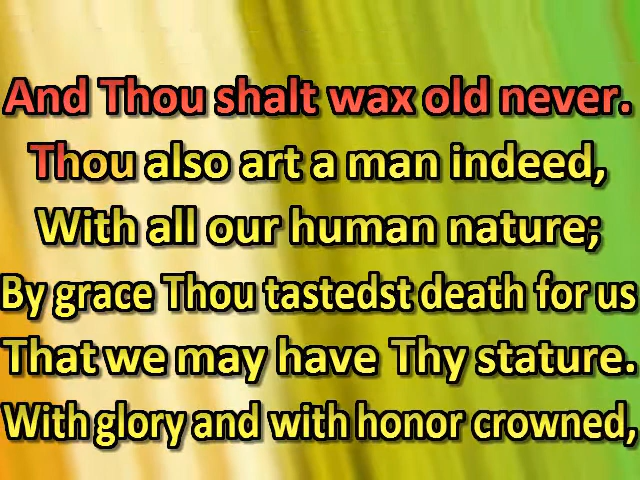 And Thou shalt wax old never.
Thou also art a man indeed,
With all our human nature;
By grace Thou tastedst death for us
That we may have Thy stature.
With glory and with honor crowned,